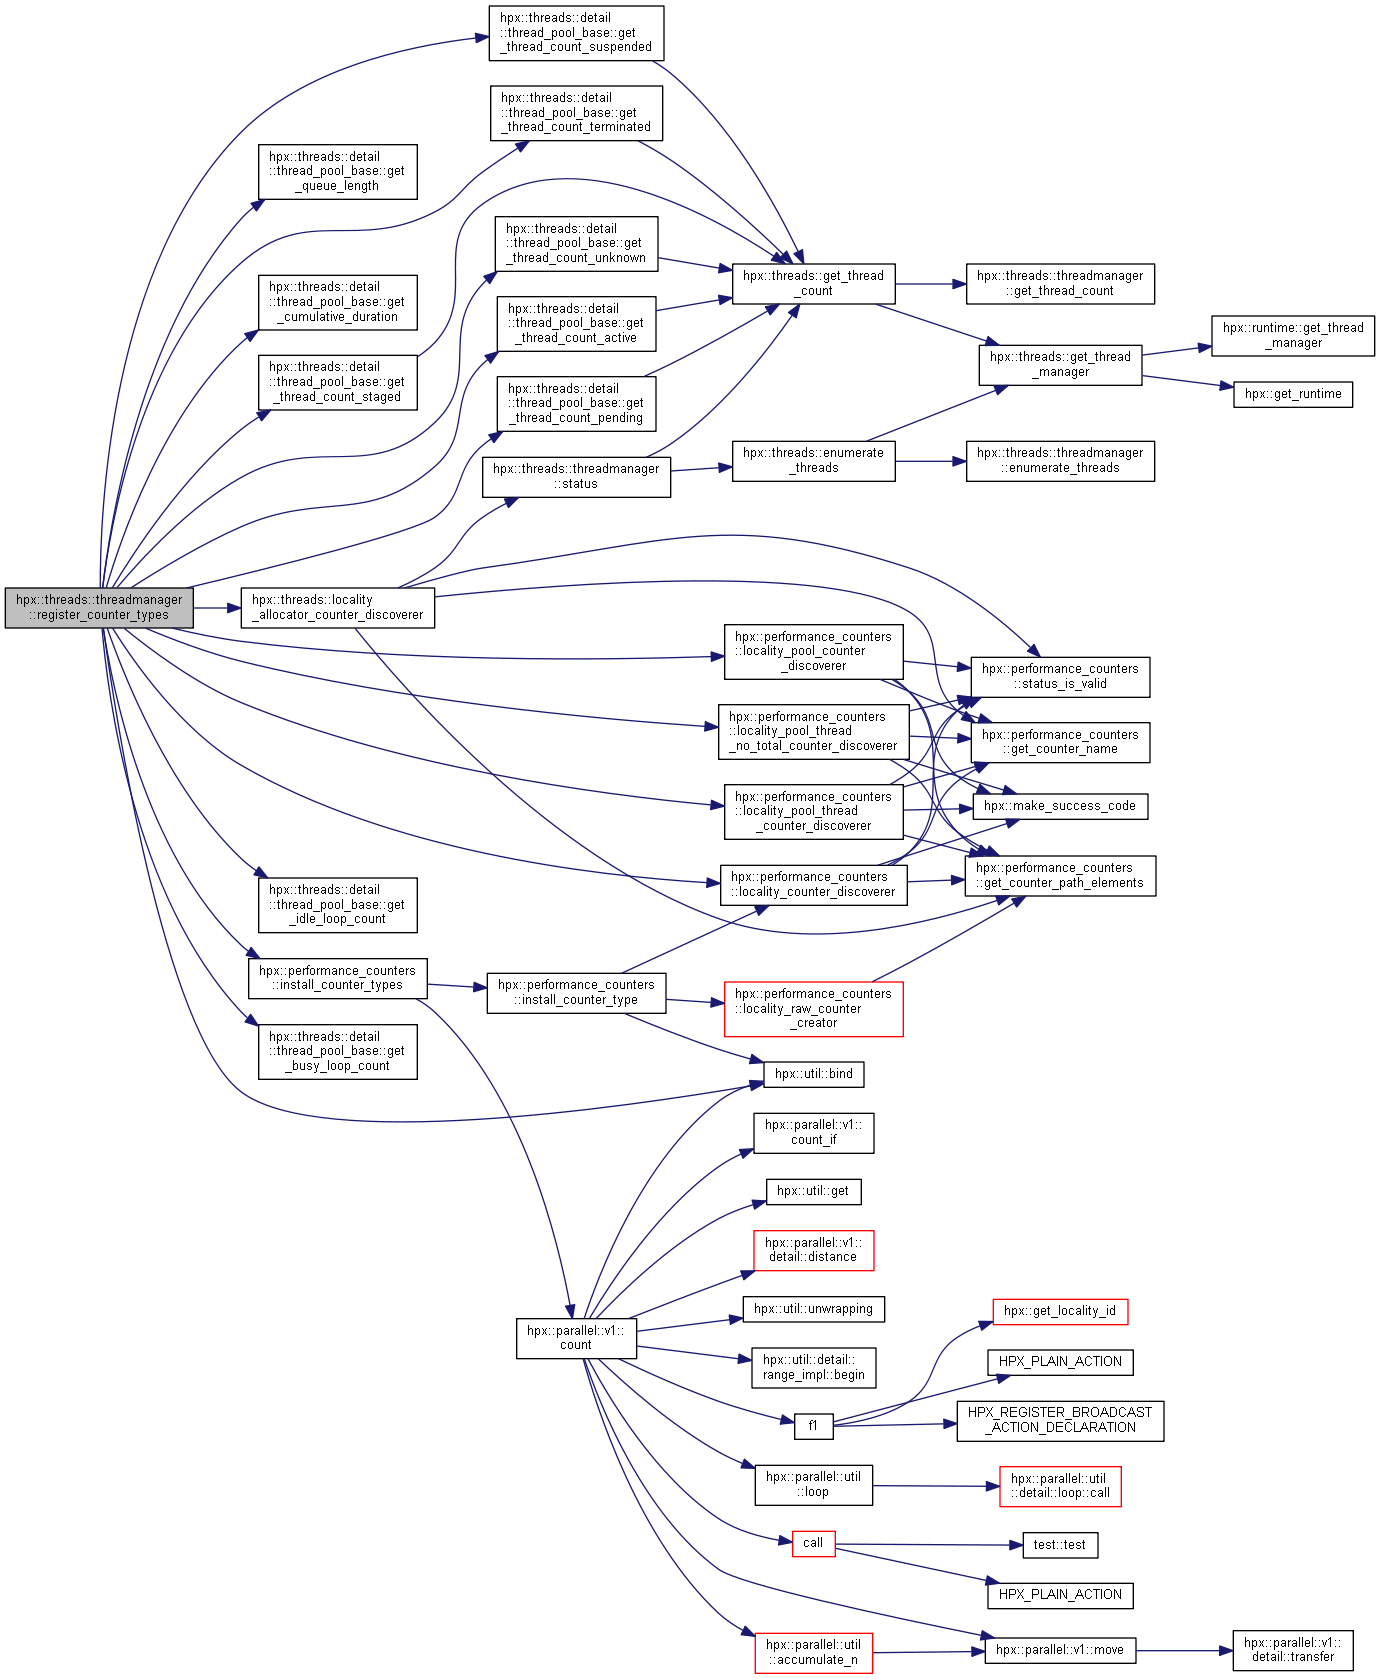 hpx::threads::threadmanager
::register_counter_types
hpx::threads::detail
::thread_pool_base::get
_queue_length
hpx::threads::detail
::thread_pool_base::get
_cumulative_duration
hpx::threads::detail
::thread_pool_base::get
_thread_count_staged
hpx::threads::locality
_allocator_counter_discoverer
hpx::threads::detail
::thread_pool_base::get
_idle_loop_count
hpx::performance_counters
::install_counter_types
hpx::threads::detail
::thread_pool_base::get
_busy_loop_count
hpx::threads::detail
::thread_pool_base::get
_thread_count_suspended
hpx::threads::detail
::thread_pool_base::get
_thread_count_terminated
hpx::threads::detail
::thread_pool_base::get
_thread_count_unknown
hpx::threads::detail
::thread_pool_base::get
_thread_count_active
hpx::threads::detail
::thread_pool_base::get
_thread_count_pending
hpx::threads::threadmanager
::status
hpx::performance_counters
::install_counter_type
hpx::parallel::v1::
count
hpx::threads::get_thread
_count
hpx::threads::enumerate
_threads
hpx::performance_counters
::locality_pool_counter
_discoverer
hpx::performance_counters
::locality_pool_thread
_no_total_counter_discoverer
hpx::performance_counters
::locality_pool_thread
_counter_discoverer
hpx::performance_counters
::locality_counter_discoverer
hpx::performance_counters
::locality_raw_counter
_creator
hpx::util::bind
hpx::parallel::v1::
count_if
hpx::util::get
hpx::parallel::v1::
detail::distance
hpx::util::unwrapping
hpx::util::detail::
range_impl::begin
f1
hpx::parallel::util
::loop
call
hpx::parallel::util
::accumulate_n
hpx::threads::threadmanager
::get_thread_count
hpx::threads::get_thread
_manager
hpx::threads::threadmanager
::enumerate_threads
hpx::performance_counters
::status_is_valid
hpx::performance_counters
::get_counter_name
hpx::make_success_code
hpx::performance_counters
::get_counter_path_elements
hpx::get_locality_id
HPX_PLAIN_ACTION
HPX_REGISTER_BROADCAST
_ACTION_DECLARATION
hpx::parallel::util
::detail::loop::call
test::test
HPX_PLAIN_ACTION
hpx::parallel::v1::move
hpx::runtime::get_thread
_manager
hpx::get_runtime
hpx::parallel::v1::
detail::transfer